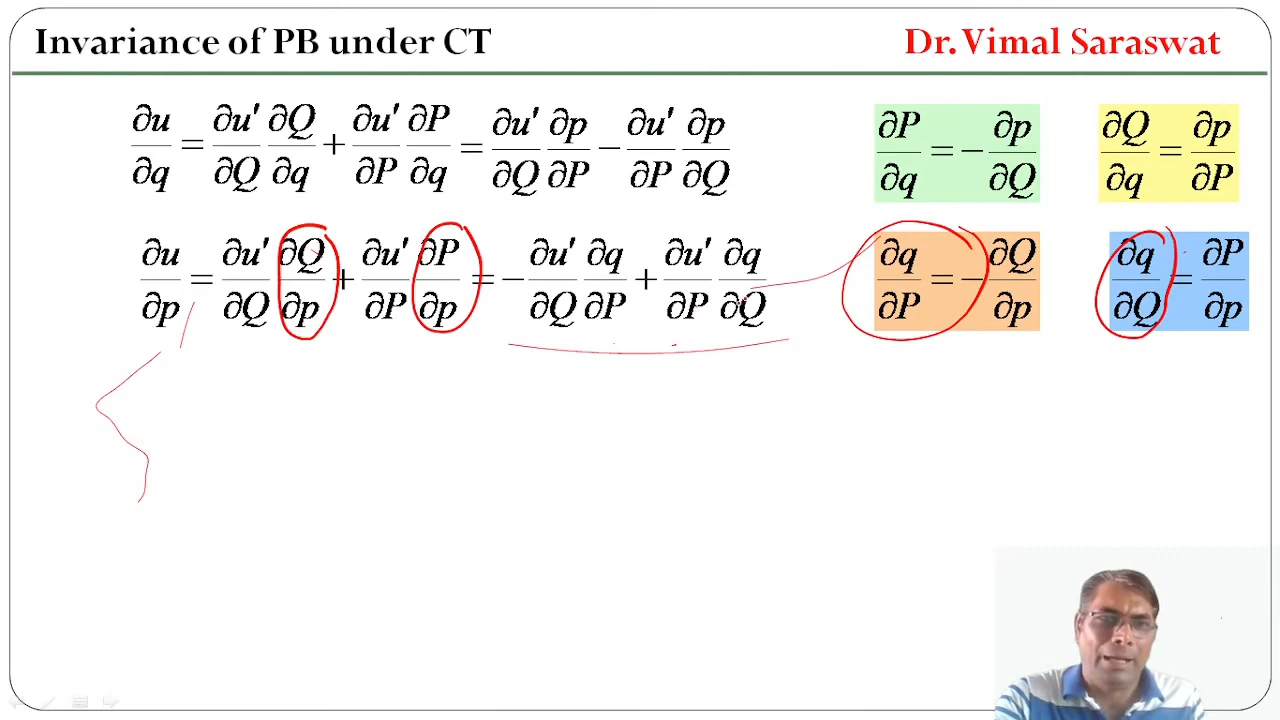 Invariance of PB under CT Dr. Vimal Saraswat
∂u/∂q = ∂u'/∂Q ∂Q/∂q + ∂u'/∂P ∂P/∂q = ∂u'/∂Q ∂p/∂P − ∂u'/∂P ∂p/∂Q ∂P/∂q = − ∂p/∂Q ∂Q/∂q = ∂p/∂P
∂u/∂p = ∂u'/∂Q ∂Q/∂p + ∂u'/∂P ∂P/∂p = − ∂u'/∂Q ∂q/∂P + ∂u'/∂P ∂q/∂Q ∂q/∂P = − ∂Q/∂p ∂q/∂Q = ∂P/∂p